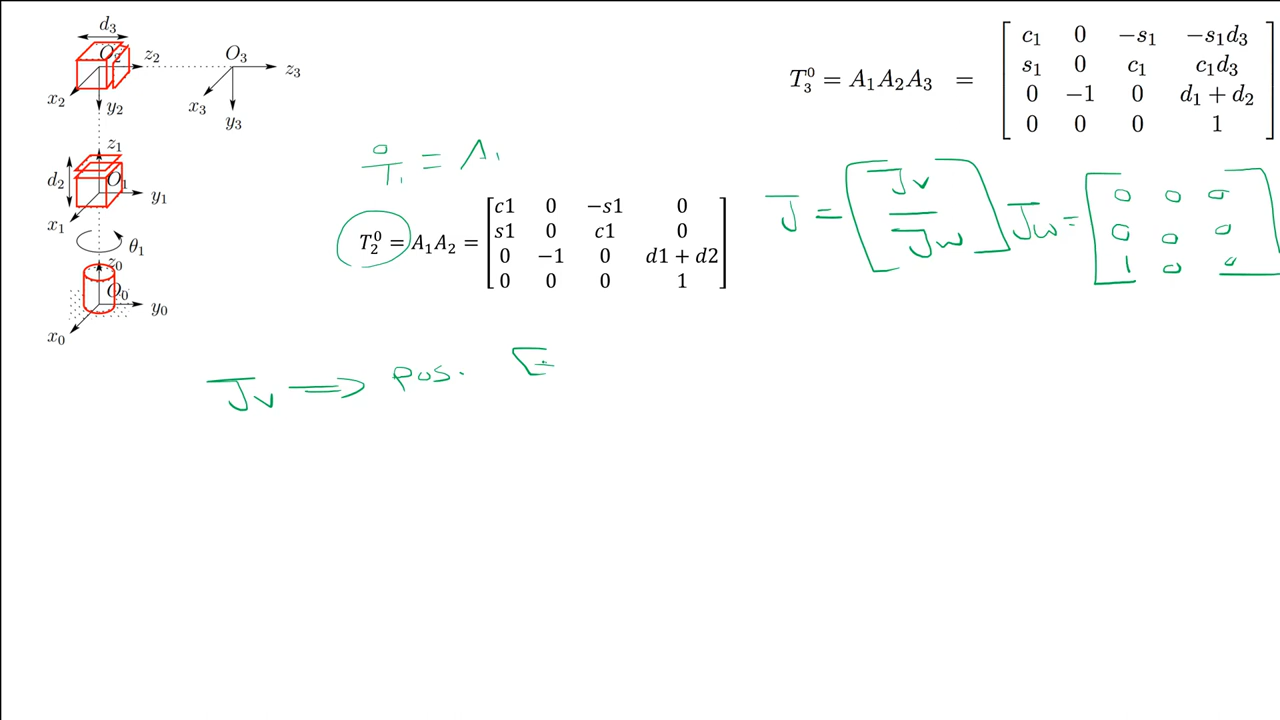 d₃
O₂ z₂ O₃ z₃
x₂ y₂ x₃ y₃
z₁
d₂ O₁ y₁
x₁
θ₁
z₀
O₀ y₀
x₀
T₃⁰ = A₁A₂A₃ =
c₁ 0 −s₁ −s₁d₃
s₁ 0 c₁ c₁d₃
0 −1 0 d₁ + d₂
0 0 0 1
⁰T₁ = A₁
T₂⁰ = A₁A₂ =
c1 0 −s1 0
s1 0 c1 0
0 −1 0 d1 + d2
0 0 0 1
J = [Jv / Jw]
Jw =
0 0 0
0 0 0
1 0 0
Jv ⟹ pos.